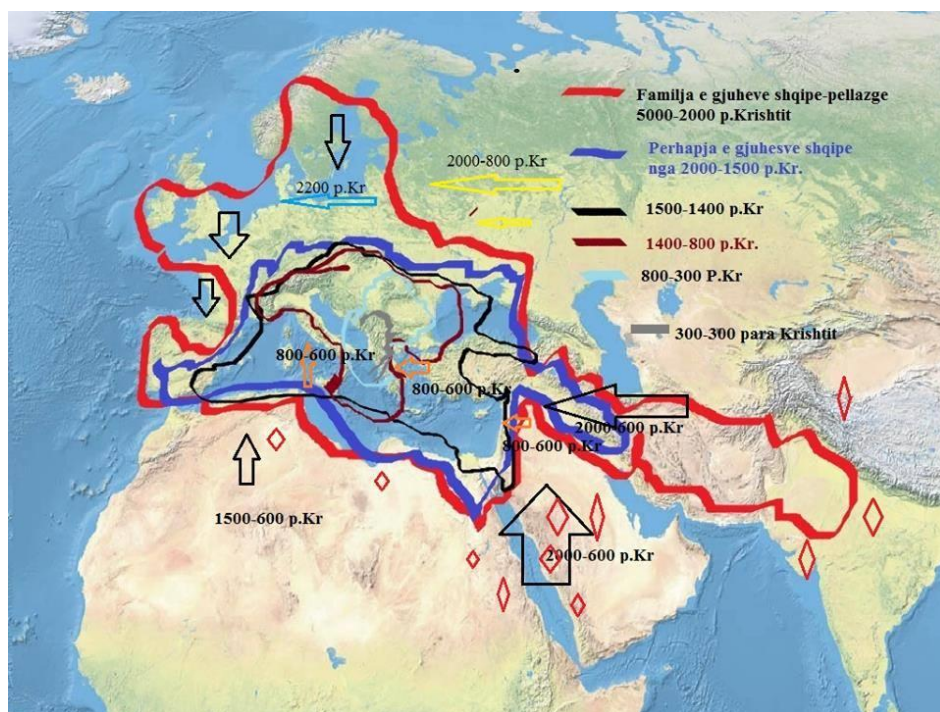 Familja e gjuheve shqipe-pellazge
5000-2000 p.Krishtit
2000-800 p.Kr
Perhapja e gjuhesve shqipe
nga 2000-1500 p.Kr.
2200 p.Kr
1500-1400 p.Kr
1400-800 p.Kr.
800-300 P.Kr
300-300 para Krishtit
800-600 p.Kr
800-600 p.Kr
2000-600 p.Kr
800-600 p.Kr
1500-600 p.Kr
2000-600 p.Kr